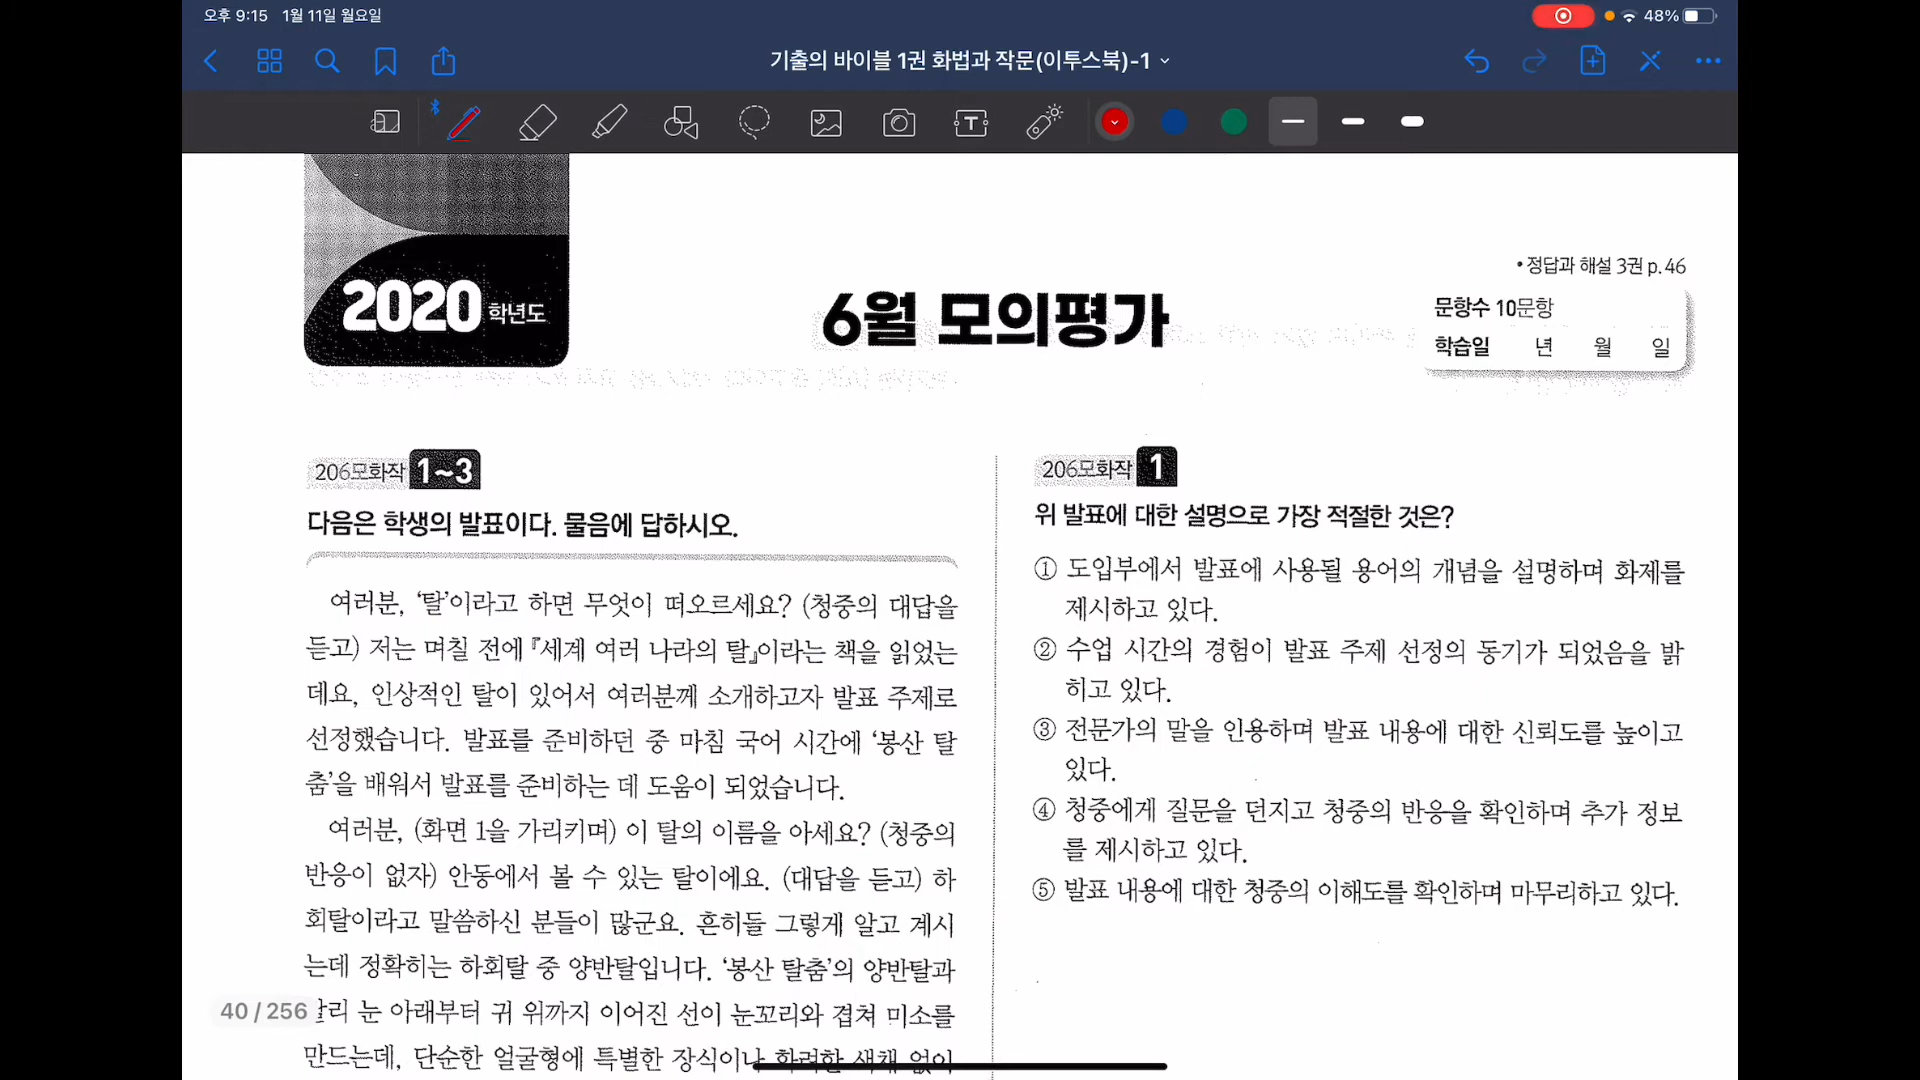 오후 9:15 1월 11일 월요일
48%
기출의 바이블 1권 화법과 작문(이투스북)-1
T
2020 학년도
6월 모의평가
• 정답과 해설 3권 p.46
문항수 10문항
학습일 년 월 일
206모화작 1~3
다음은 학생의 발표이다. 물음에 답하시오.
여러분, ‘탈’이라고 하면 무엇이 떠오르세요? (청중의 대답을
듣고) 저는 며칠 전에 『세계 여러 나라의 탈』이라는 책을 읽었는
데요, 인상적인 탈이 있어서 여러분께 소개하고자 발표 주제로
선정했습니다. 발표를 준비하던 중 마침 국어 시간에 ‘봉산 탈
춤’을 배워서 발표를 준비하는 데 도움이 되었습니다.
여러분, (화면 1을 가리키며) 이 탈의 이름을 아세요? (청중의
반응이 없자) 안동에서 볼 수 있는 탈이에요. (대답을 듣고) 하
회탈이라고 말씀하신 분들이 많군요. 흔히들 그렇게 알고 계시
는데 정확히는 하회탈 중 양반탈입니다. ‘봉산 탈춤’의 양반탈과
리 눈 아래부터 귀 위까지 이어진 선이 눈꼬리와 겹쳐 미소를
만드는데, 단순한 얼굴형에 특별한 장식이나 화려한 색채 없이
40 / 256
206모화작 1
위 발표에 대한 설명으로 가장 적절한 것은?
① 도입부에서 발표에 사용될 용어의 개념을 설명하며 화제를
제시하고 있다.
② 수업 시간의 경험이 발표 주제 선정의 동기가 되었음을 밝
히고 있다.
③ 전문가의 말을 인용하며 발표 내용에 대한 신뢰도를 높이고
있다.
④ 청중에게 질문을 던지고 청중의 반응을 확인하며 추가 정보
를 제시하고 있다.
⑤ 발표 내용에 대한 청중의 이해도를 확인하며 마무리하고 있다.